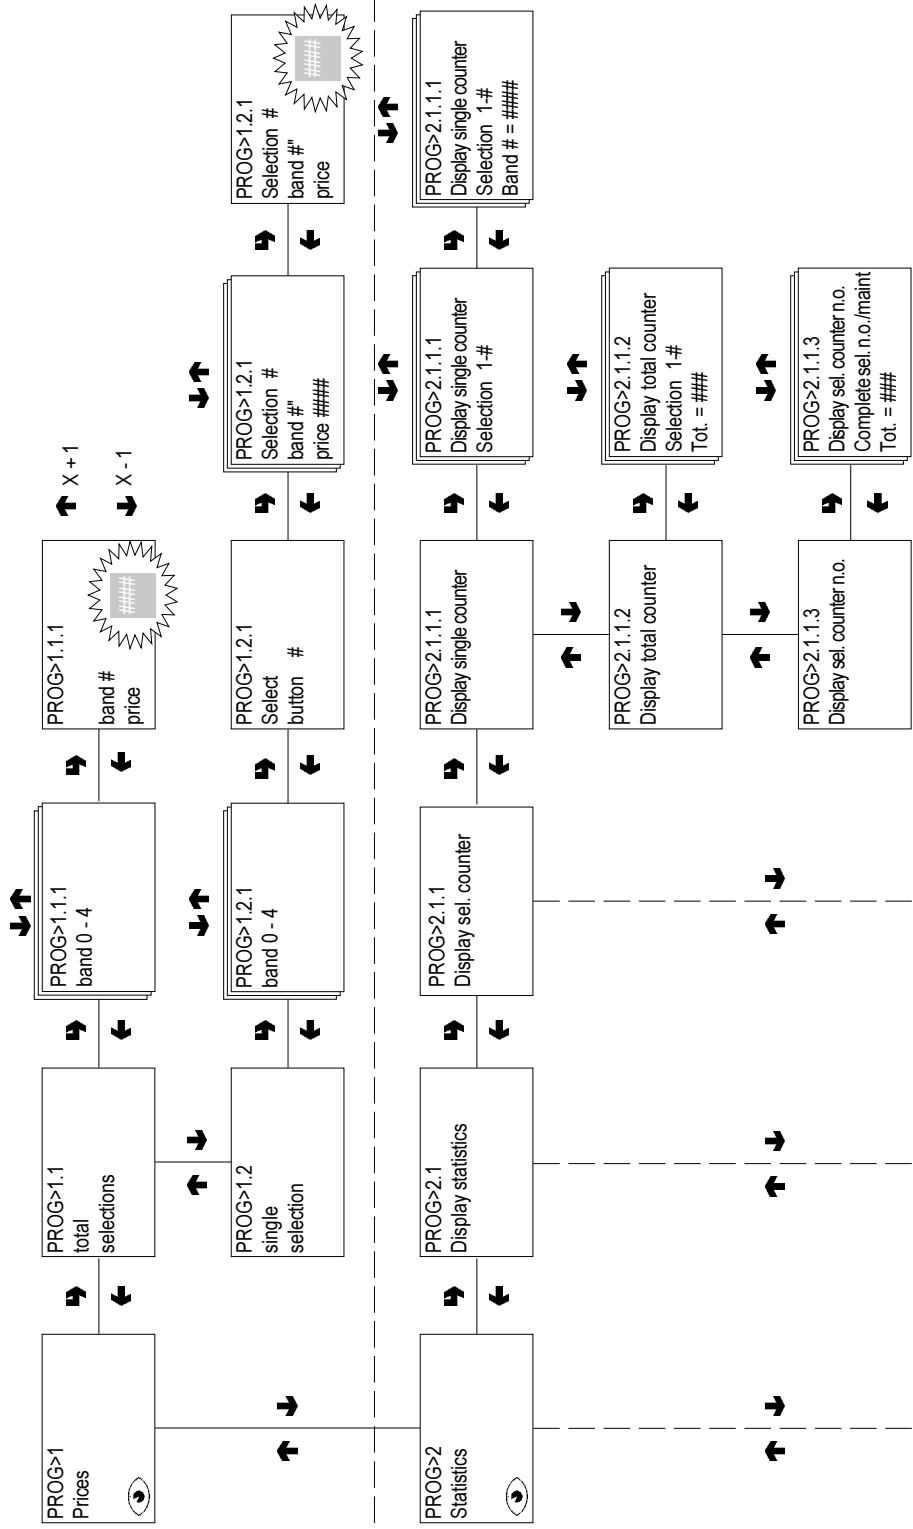 PROG>1
Prices
PROG>1.1
total
selections
PROG>1.1.1
band 0 - 4
PROG>1.1.1
band #
price
####
X + 1
X - 1
PROG>1.2
single
selection
PROG>1.2.1
band 0 - 4
PROG>1.2.1
Select
button #
PROG>1.2.1
Selection #
band #"
price ####
PROG>1.2.1
Selection #
band #"
price
####
PROG>2
Statistics
PROG>2.1
Display statistics
PROG>2.1.1
Display sel. counter
PROG>2.1.1.1
Display single counter
PROG>2.1.1.1
Display single counter
Selection 1-#
PROG>2.1.1.1
Display single counter
Selection 1-#
Band # = ####
PROG>2.1.1.2
Display total counter
PROG>2.1.1.2
Display total counter
Selection 1-#
Tot. = ###
PROG>2.1.1.3
Display sel. counter n.o.
PROG>2.1.1.3
Display sel. counter n.o.
Complete sel. n.o./maint
Tot. = ###